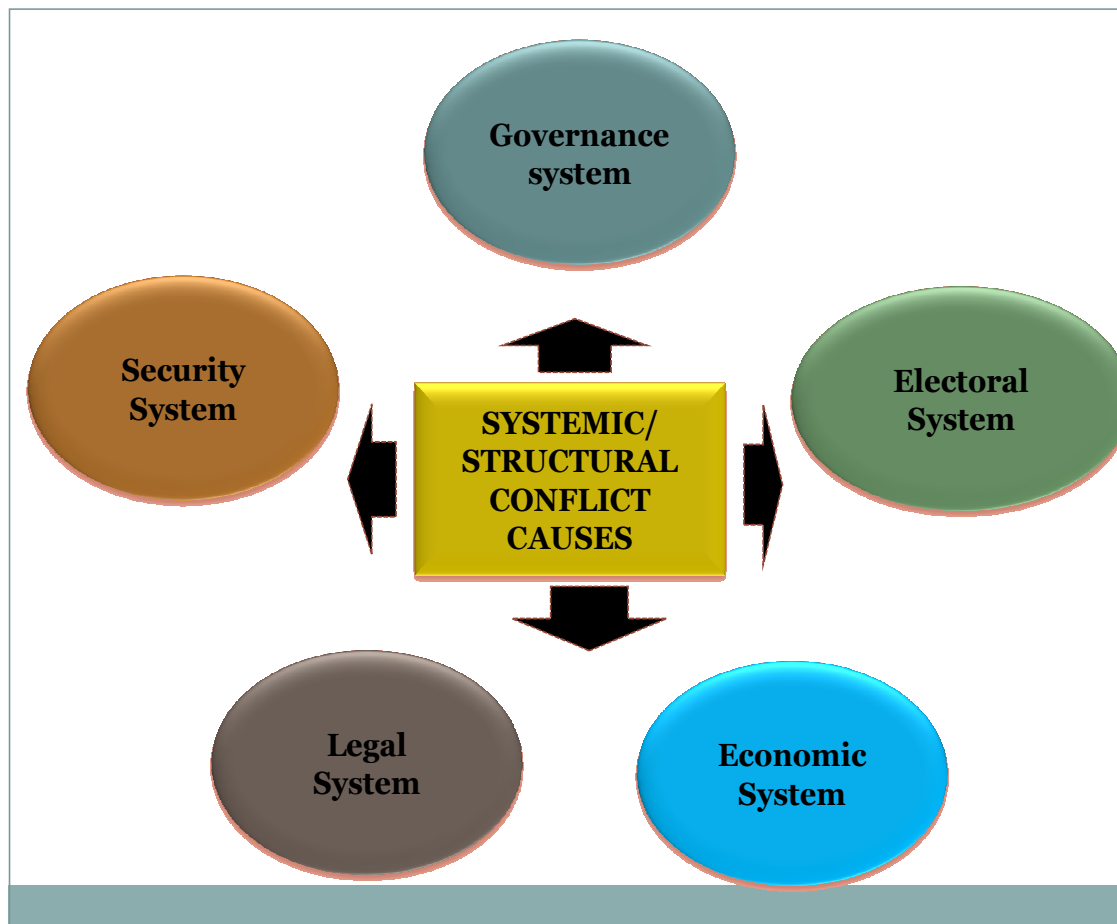 Governance
system
Security
System
Electoral
System
SYSTEMIC/
STRUCTURAL
CONFLICT
CAUSES
Legal
System
Economic
System